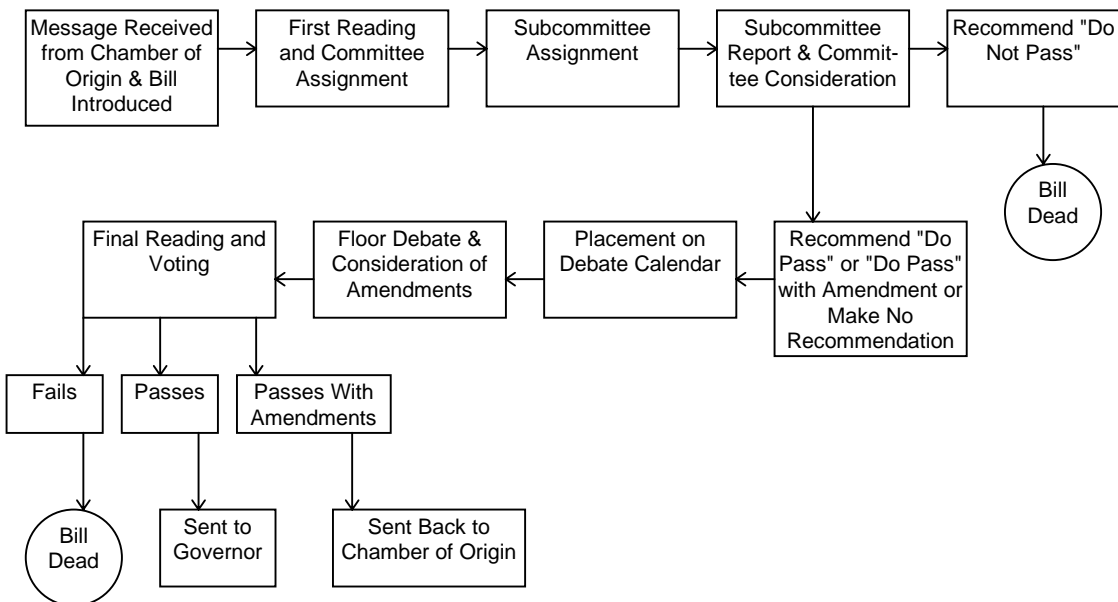 Message Received
from Chamber of
Origin & Bill
Introduced
First Reading
and Committee
Assignment
Subcommittee
Assignment
Subcommittee
Report & Commit-
tee Consideration
Recommend "Do
Not Pass"
Bill
Dead
Recommend "Do
Pass" or "Do Pass"
with Amendment or
Make No
Recommendation
Placement on
Debate Calendar
Floor Debate &
Consideration of
Amendments
Final Reading and
Voting
Fails
Passes
Passes With
Amendments
Bill
Dead
Sent to
Governor
Sent Back to
Chamber of Origin